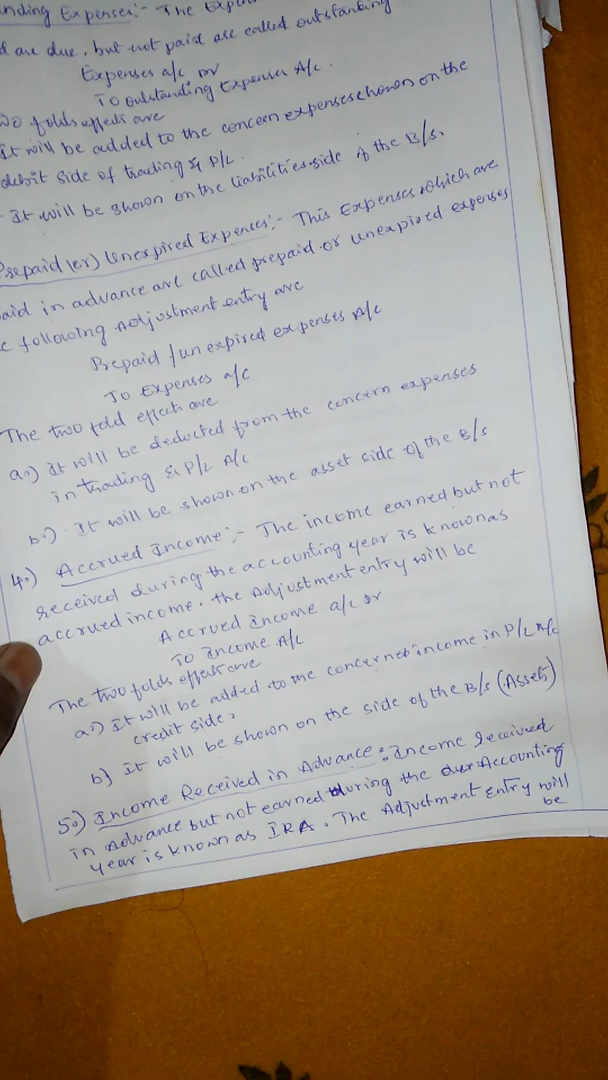 nding Expenses:- The Exp
d are due, but not paid are called outstanding
Expenses a/c or
To outstanding Expenses A/c.
wo folds effects are
It will be added to the concern expenses shown on the
debit side of trading & P/L.
It will be shown on the liabilities side of the B/S.
Prepaid (or) Unexpired Expences:- This Expenses which are
aid in advance are called prepaid or unexpired expenses
e following Adjustment entry are
Prepaid / unexpired expenses A/c
To Expenses a/c
The two fold effect are
a.) It will be deducted from the concern expenses
in trading & P/L A/c
b.) It will be shown on the asset side of the B/S
4.) Accrued Income:- The income earned but not
received during the accounting year is known as
accrued income. the Adjustment entry will be
Accrued income a/c or
To income A/c
The two folds effect are
a.) It will be added to the concernet income in P/L A/c
credit side.
b) It will be shown on the side of the B/S (Assets)
5.) Income Received in Advance: Income received
in Advance but not earned during the our Accounting
year is known as IRA. The Adjustment Entry will
be